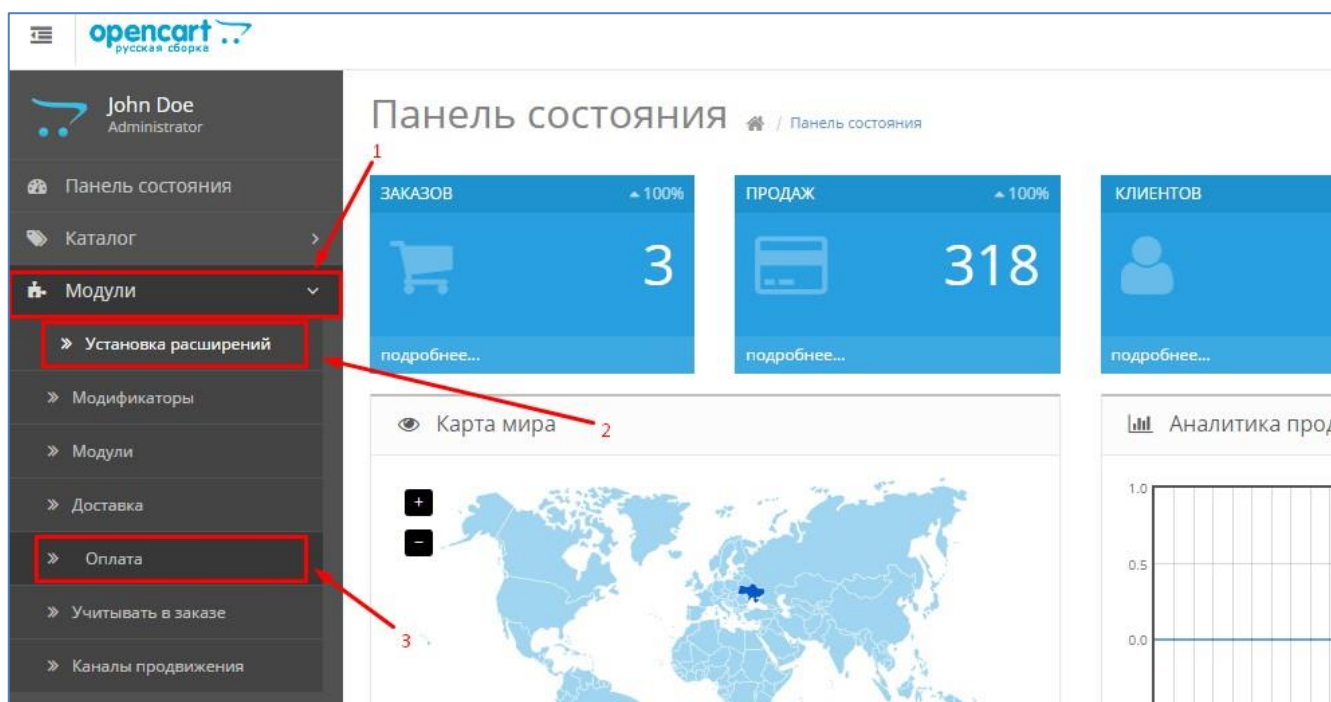 opencart
русская сборка
John Doe
Administrator
Панель состояния
Каталог
Модули
Установка расширений
Модификаторы
Модули
Доставка
Оплата
Учитывать в заказе
Каналы продвижения
Панель состояния / Панель состояния
1
2
3
ЗАКАЗОВ 100%
3
подробнее...
ПРОДАЖ 100%
318
подробнее...
КЛИЕНТОВ
подробнее...
Карта мира
+
−
Аналитика прод
1.0
0.5
0.0